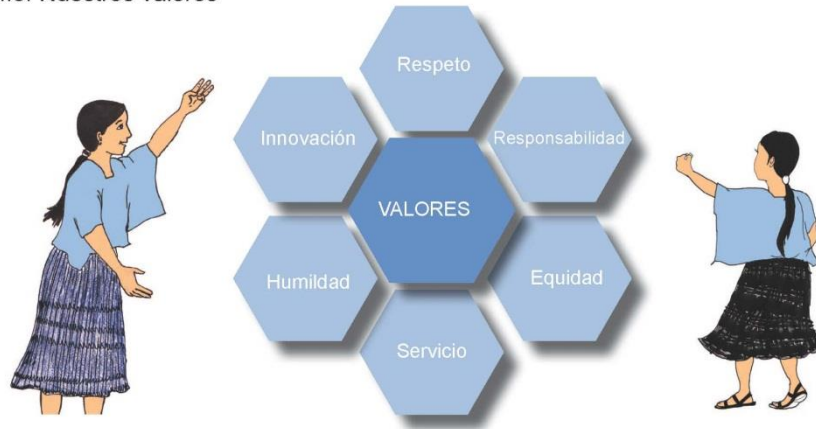 Nuestros valores
Respeto
Innovación
Responsabilidad
VALORES
Humildad
Equidad
Servicio